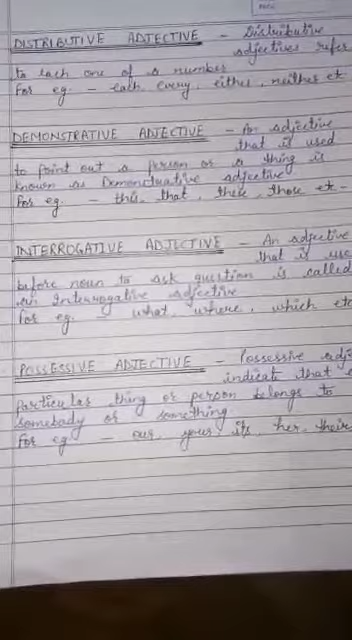 DISTRIBUTIVE ADJECTIVE - Distributive
adjectives refer
to each one of a number
For eg. - each every, either, neither etc
DEMONSTRATIVE ADJECTIVE - An adjective
that is used
to point out a person or a thing is
known as Demonstrative adjective
For eg. - this, that, these, those etc-
INTERROGATIVE ADJECTIVE - An adjective
that is use
before noun to ask question is called
an Interrogative adjective
For eg. - what, where, which etc
POSSESSIVE ADJECTIVE - Possessive adje
indicate that a
particular thing or person belongs to
somebody or something
For eg - our, your, its, her, their